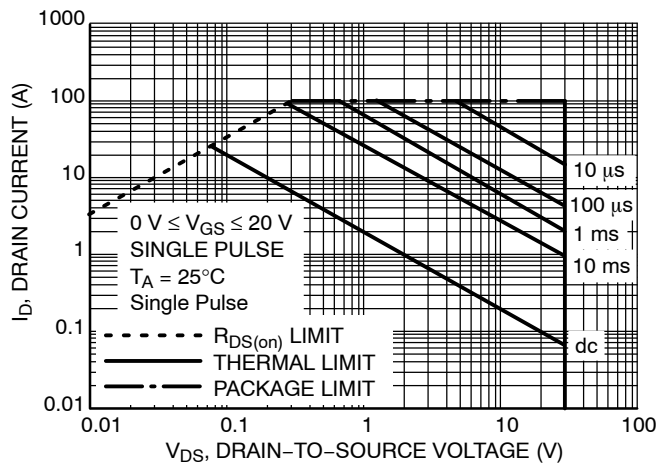 1000
100
10
1
0.1
0.01
I_D, DRAIN CURRENT (A)
0 V ≤ V_GS ≤ 20 V
SINGLE PULSE
T_A = 25°C
Single Pulse
R_DS(on) LIMIT
THERMAL LIMIT
PACKAGE LIMIT
10 µs
100 µs
1 ms
10 ms
dc
0.01
0.1
1
10
100
V_DS, DRAIN−TO−SOURCE VOLTAGE (V)